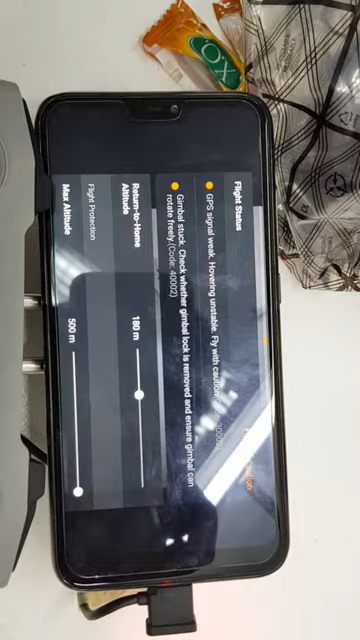 Flight Status
GPS signal weak. Hovering unstable. Fly with caution
Gimbal stuck. Check whether gimbal lock is removed and ensure gimbal can
rotate freely.(Code: 40002)
Return-to-Home
Altitude
180 m
Flight Protection
Max Altitude
500 m